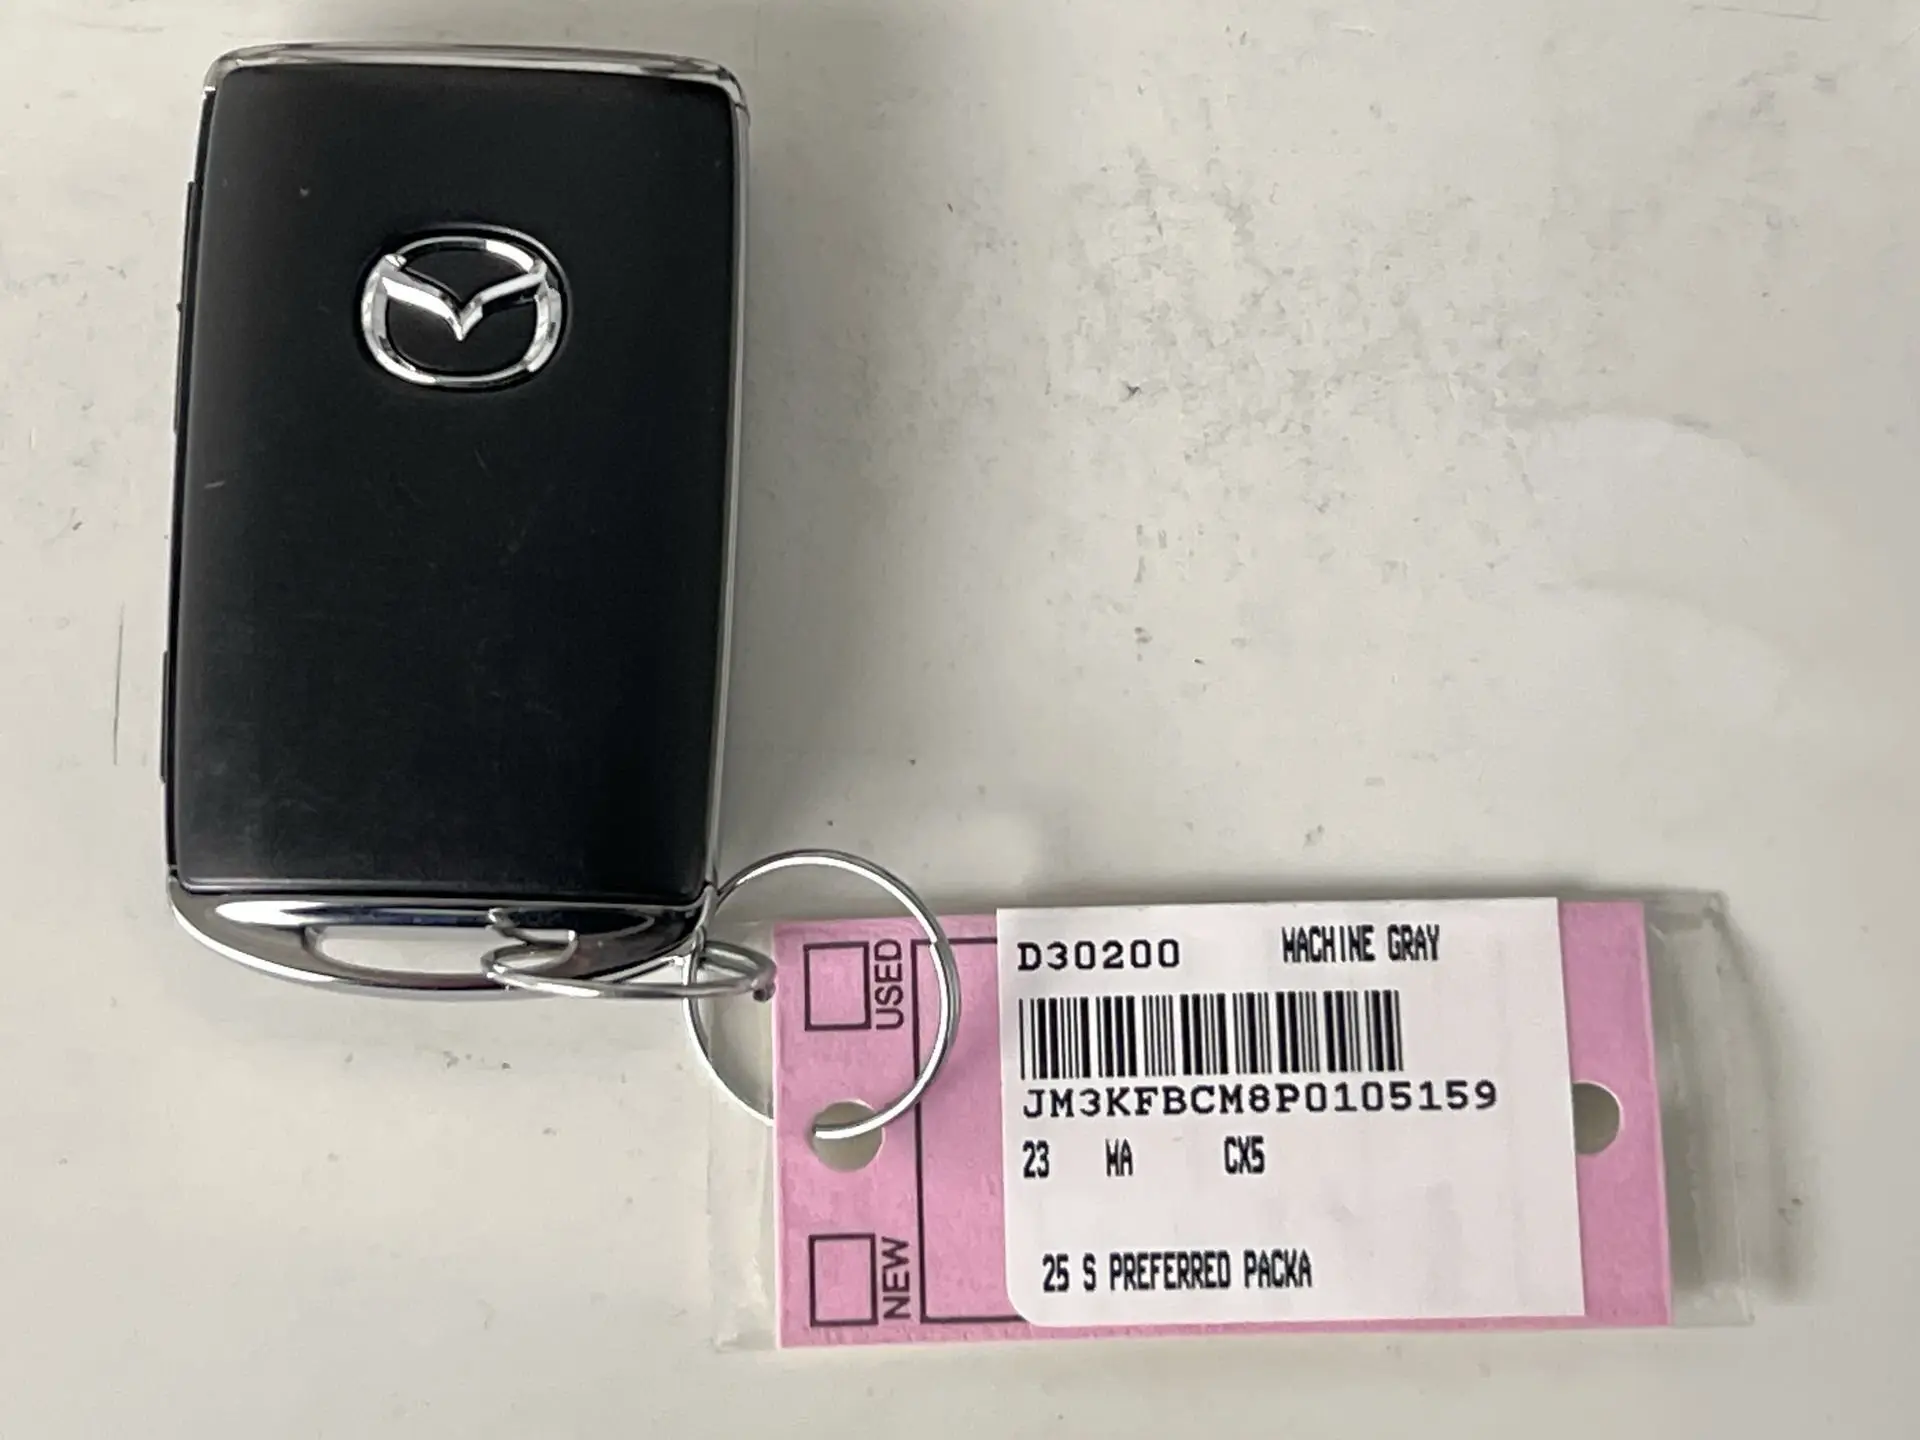 USED
NEW
D30200 MACHINE GRAY
JM3KFBCM8P0105159
23 MA CX5
25 S PREFERRED PACKA